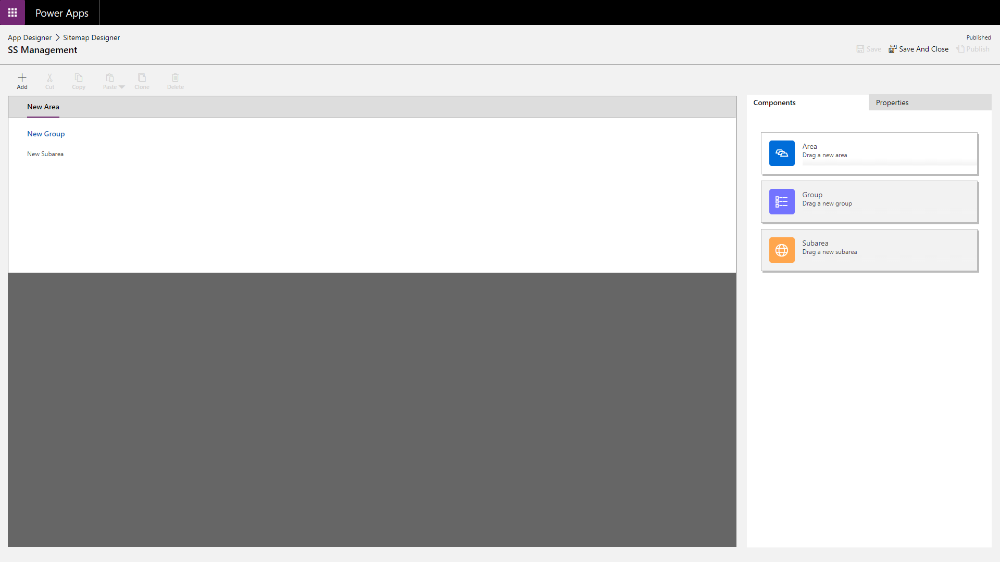 Power Apps
App Designer Sitemap Designer
Published
SS Management
Save Save And Close Publish
Add Cut Copy Paste Clone Delete
New Area
New Group
New Subarea
Components Properties
Area
Drag a new area
Group
Drag a new group
Subarea
Drag a new subarea